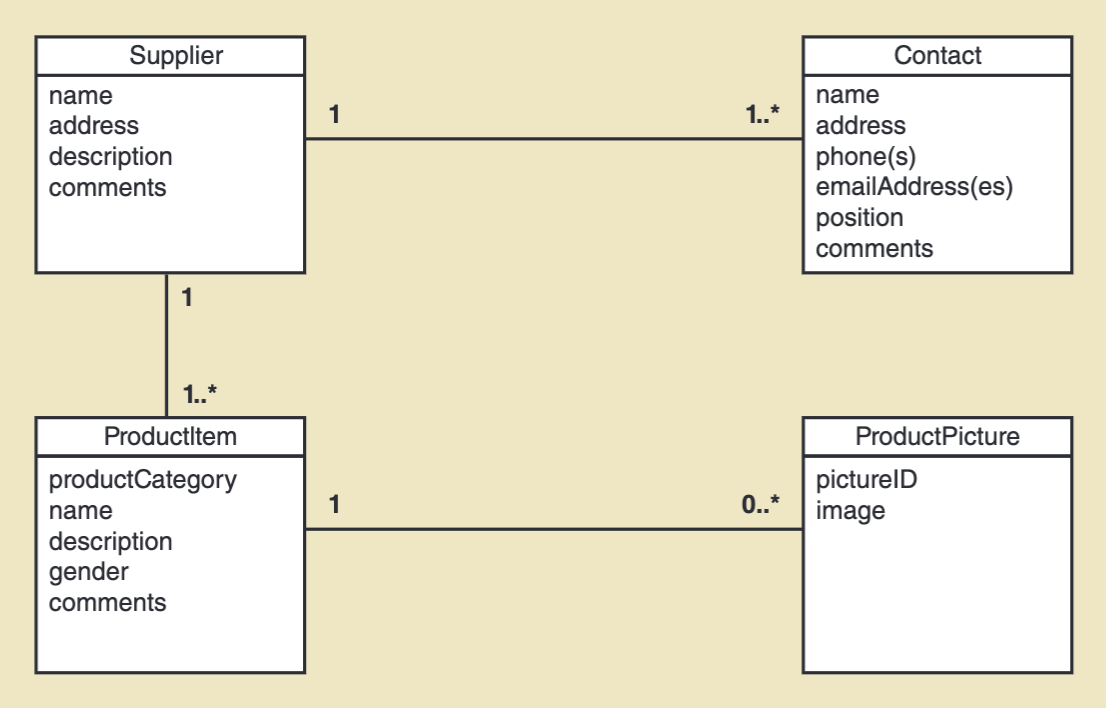 Supplier
name
address
description
comments
1
1..*
Contact
name
address
phone(s)
emailAddress(es)
position
comments
1
1..*
ProductItem
productCategory
name
description
gender
comments
1
0..*
ProductPicture
pictureID
image